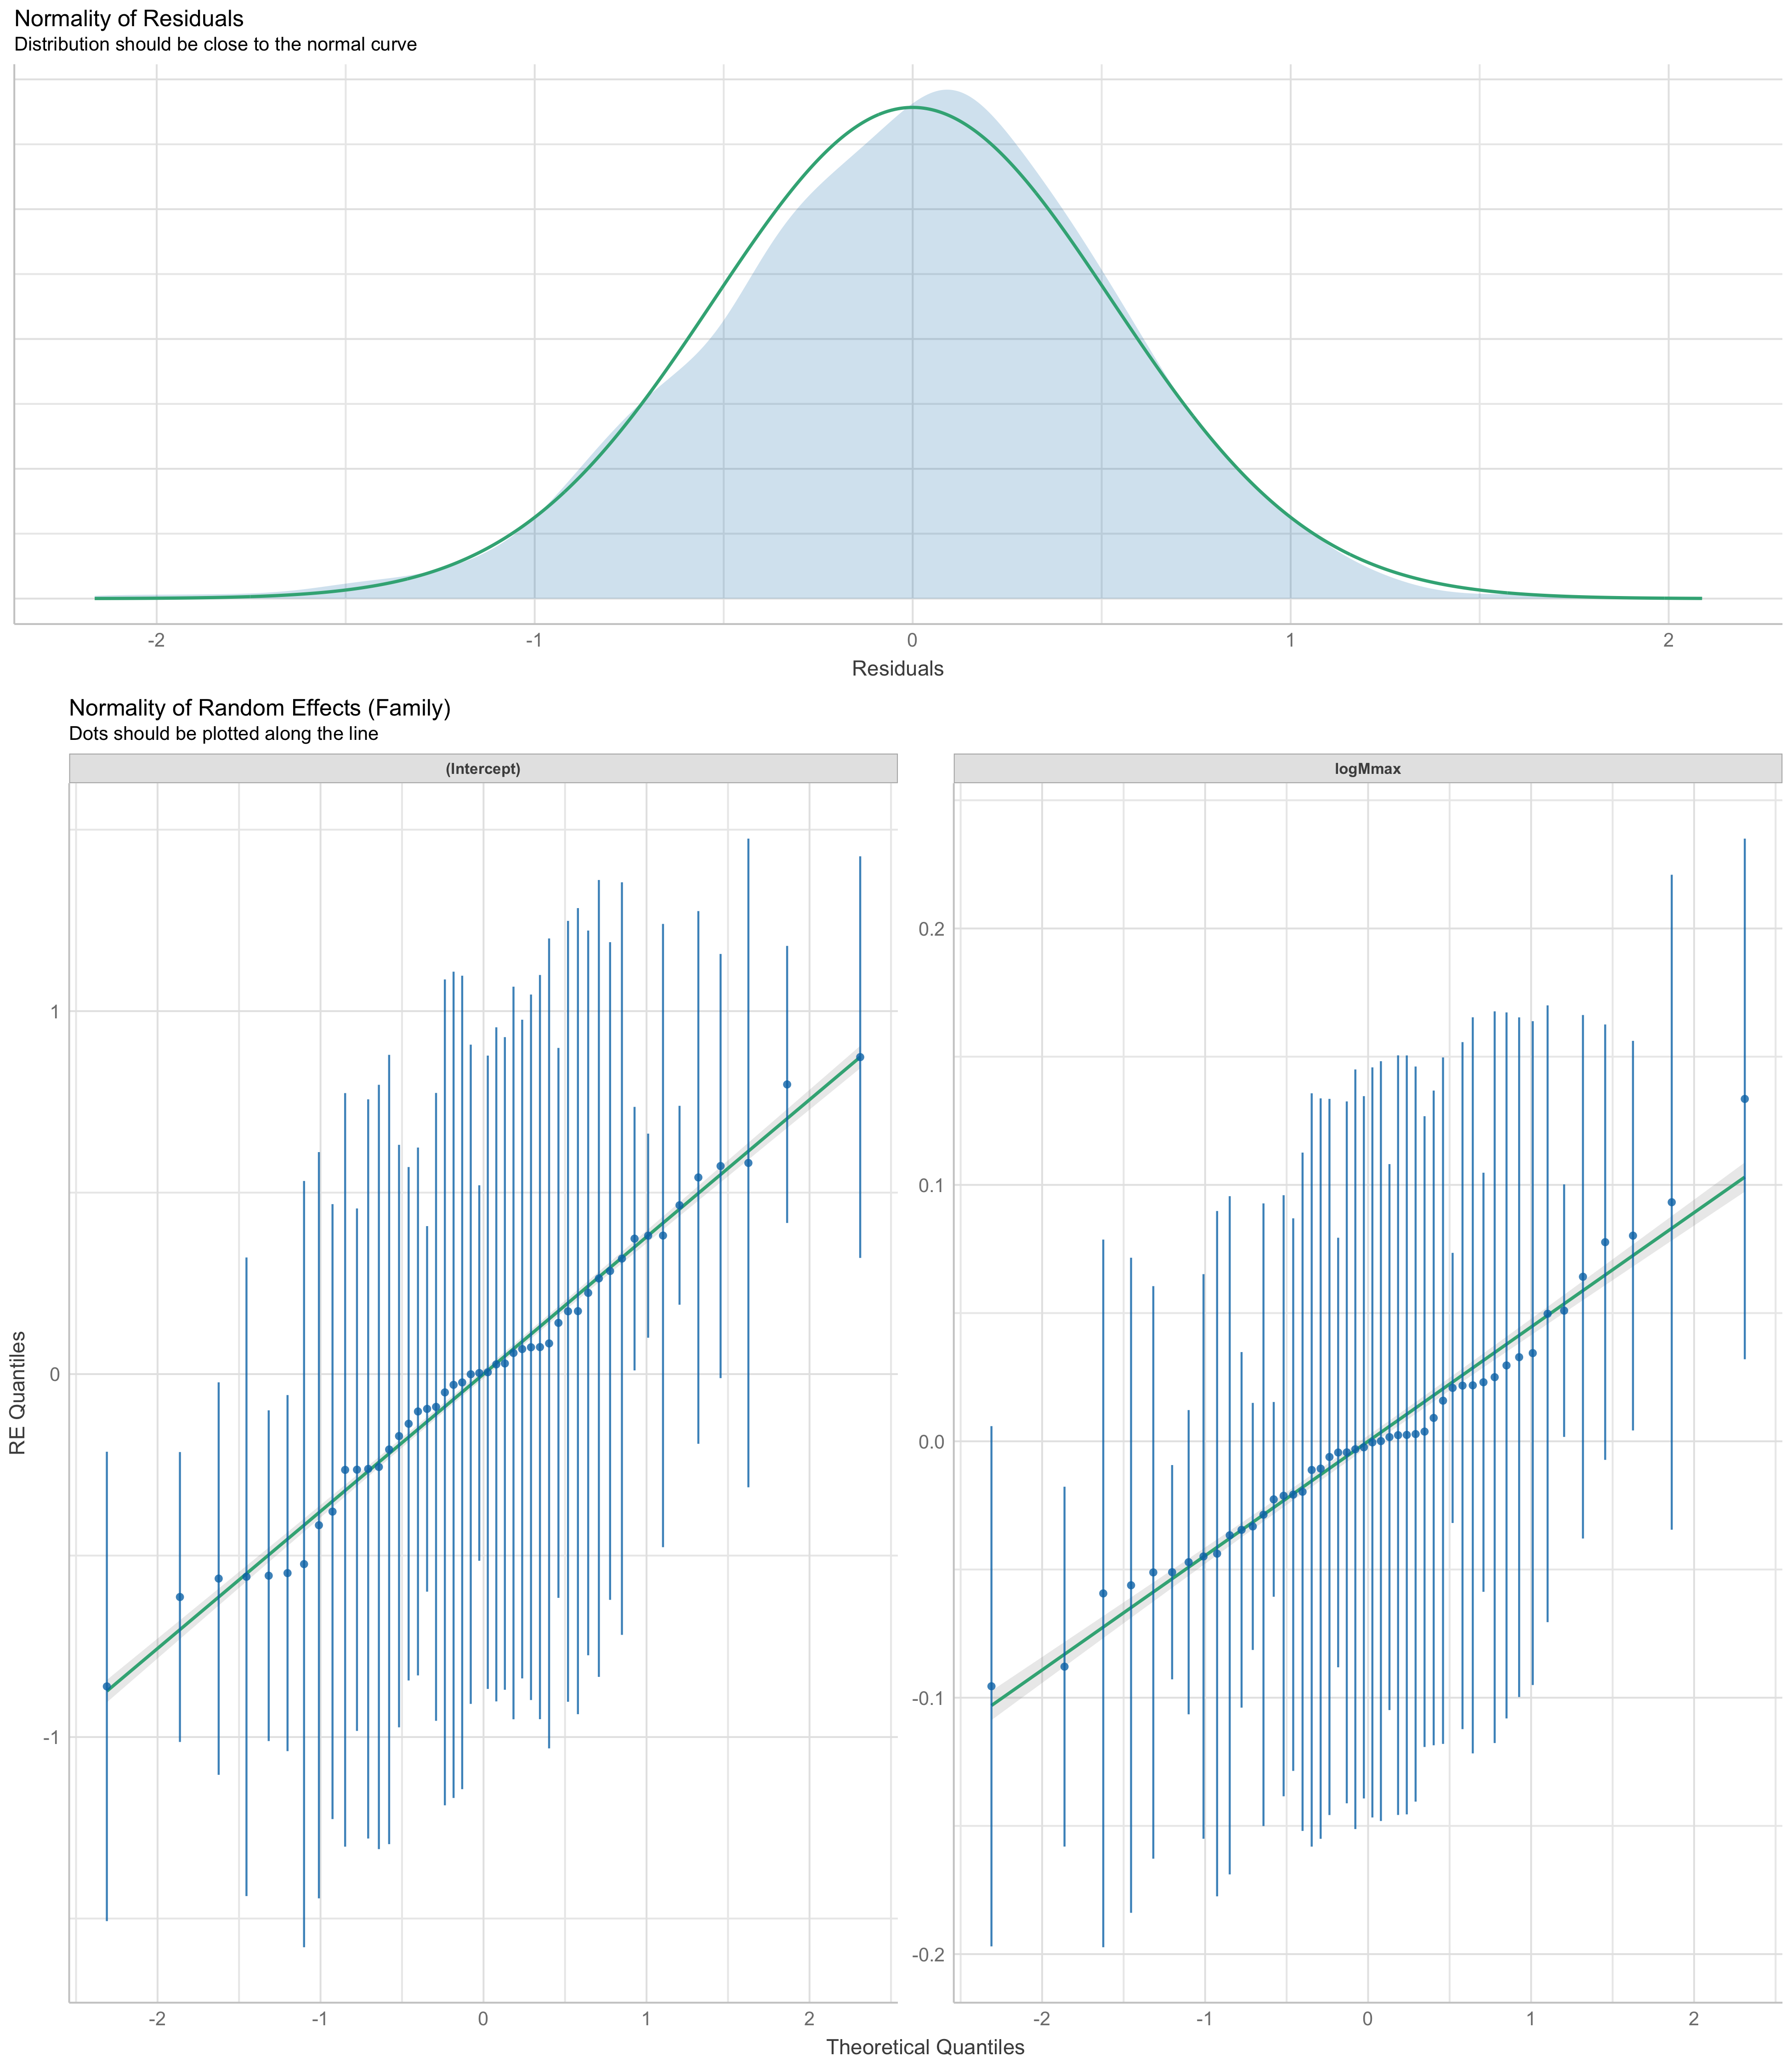 Normality of Residuals
Distribution should be close to the normal curve
-2 -1 0 1 2
Residuals
Normality of Random Effects (Family)
Dots should be plotted along the line
(Intercept) logMmax
RE Quantiles
1
0
-1
0.2
0.1
0.0
-0.1
-0.2
-2 -1 0 1 2 -2 -1 0 1 2
Theoretical Quantiles